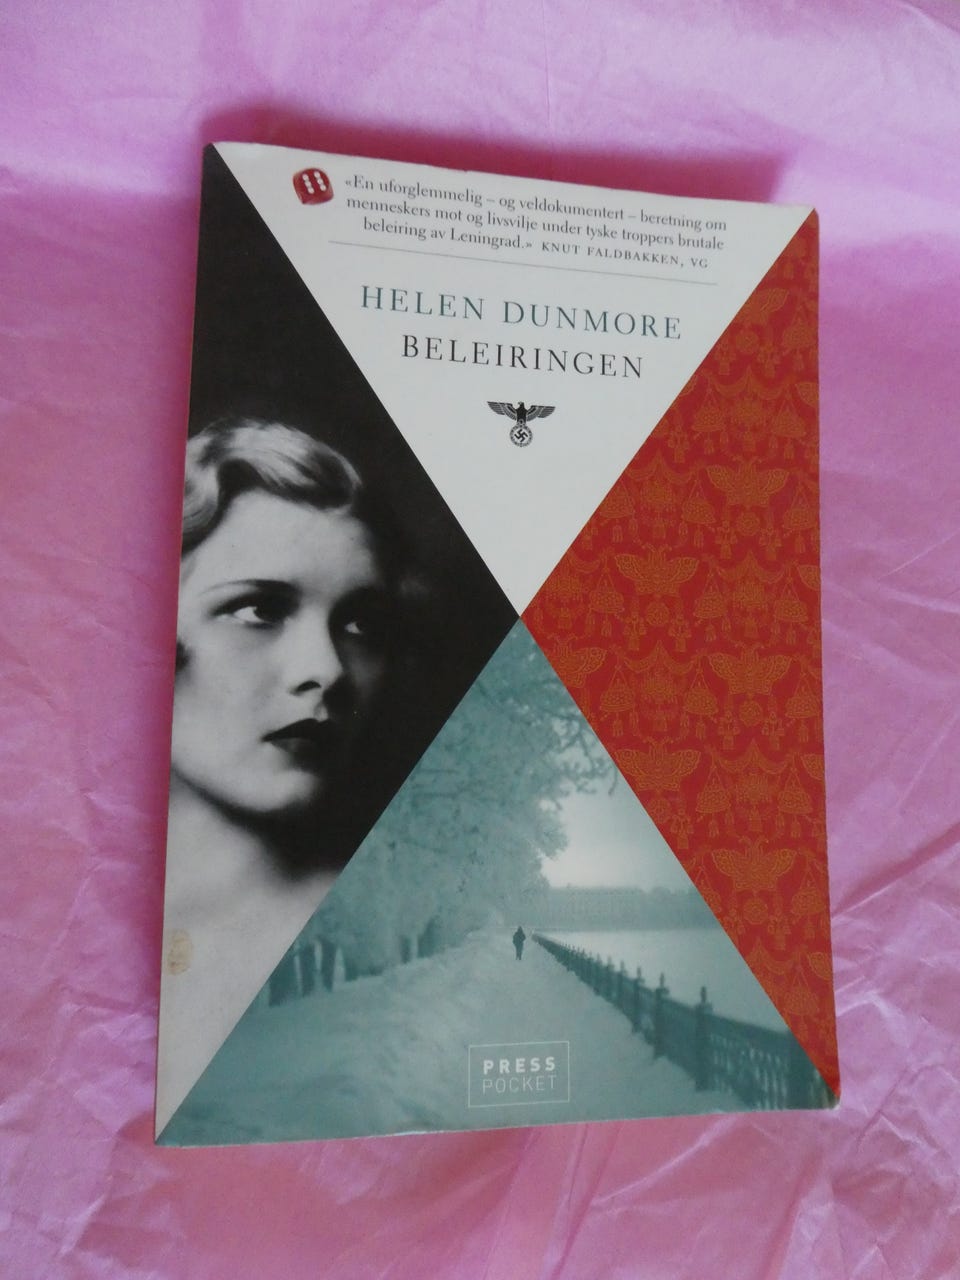 «En uforglemmelig – og veldokumentert – beretning om
menneskers mot og livsvilje under tyske troppers brutale
beleiring av Leningrad.» KNUT FALDBAKKEN, VG
HELEN DUNMORE
BELEIRINGEN
PRESS
POCKET